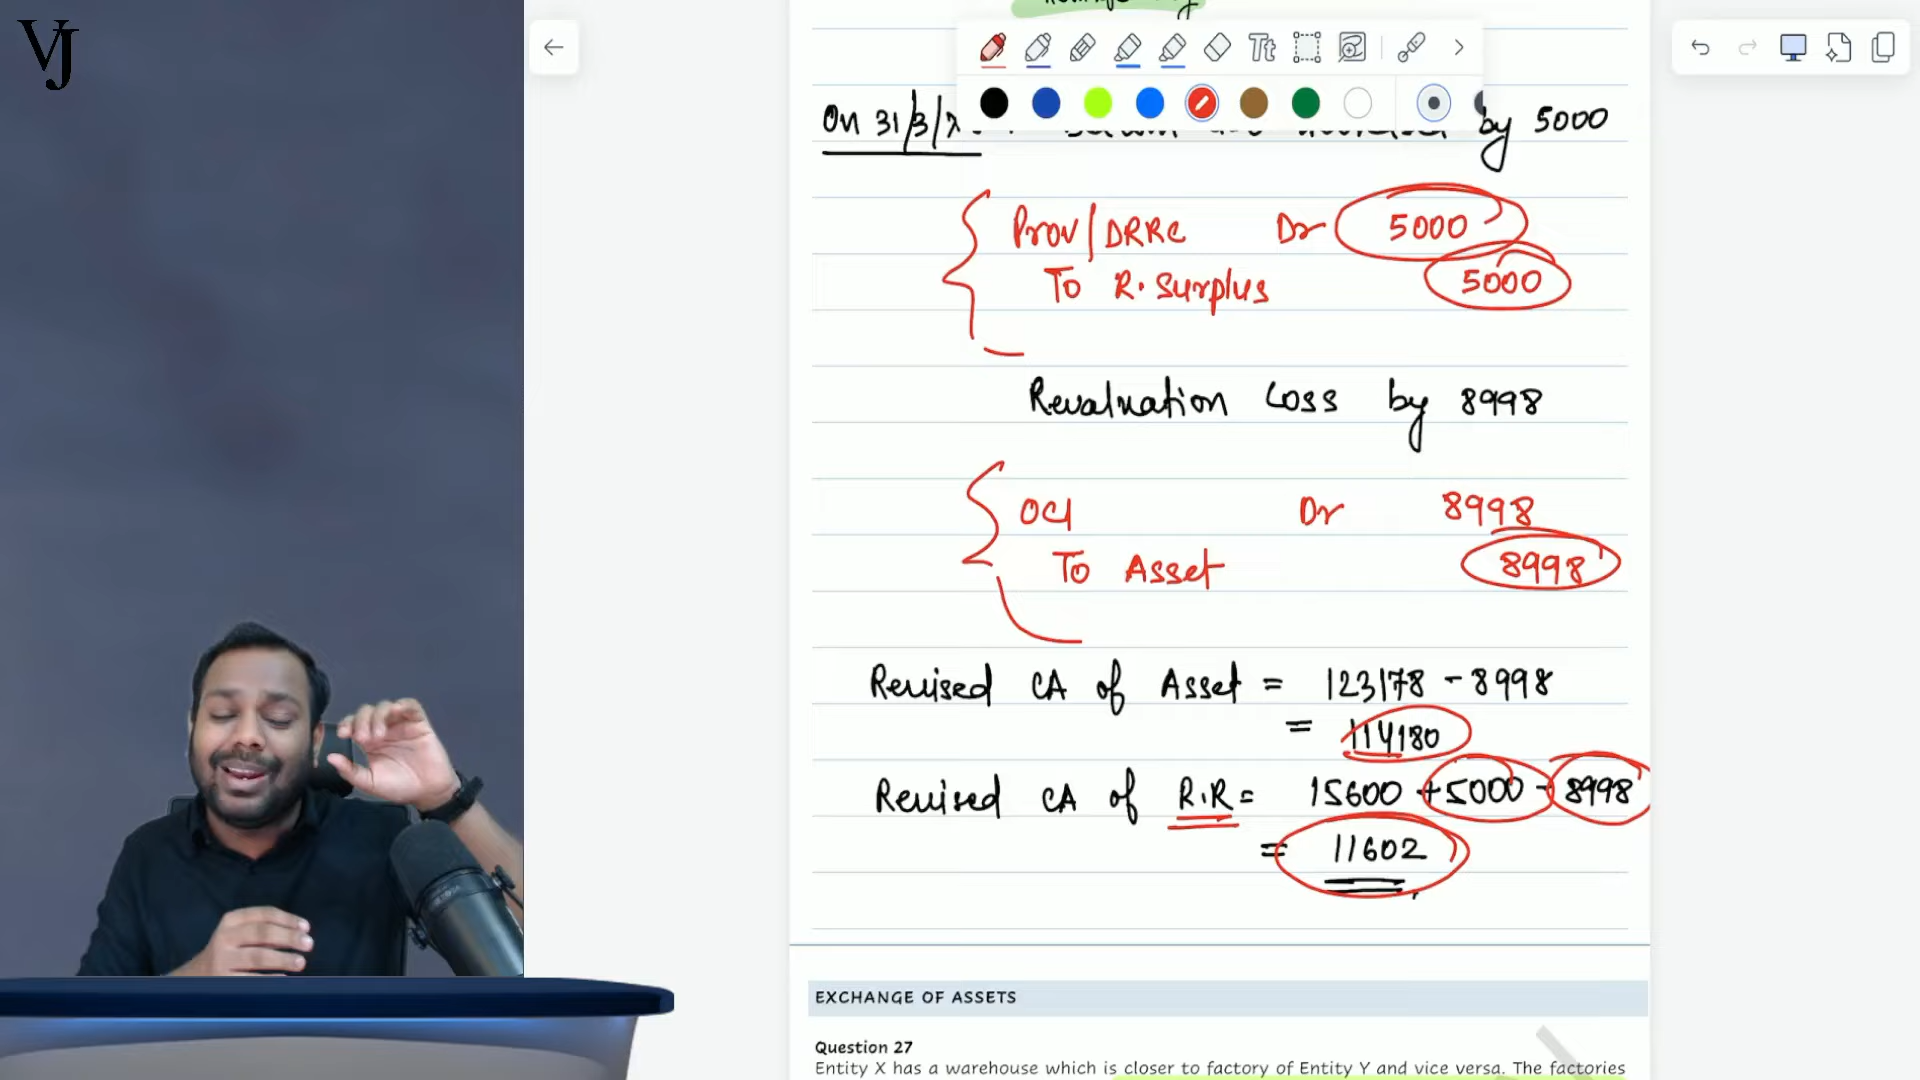 VJ
Tt
On 31/3/x by 5000
Prov/DRRC Dr 5000
To R. Surplus 5000
Revaluation Loss by 8998
OCI Dr 8998
To Asset 8998
Revised CA of Asset = 123178 - 8998
= 114180
Revised CA of R.R = 15600 + 5000 - 8998
= 11602
EXCHANGE OF ASSETS
Question 27
Entity X has a warehouse which is closer to factory of Entity Y and vice versa. The factories